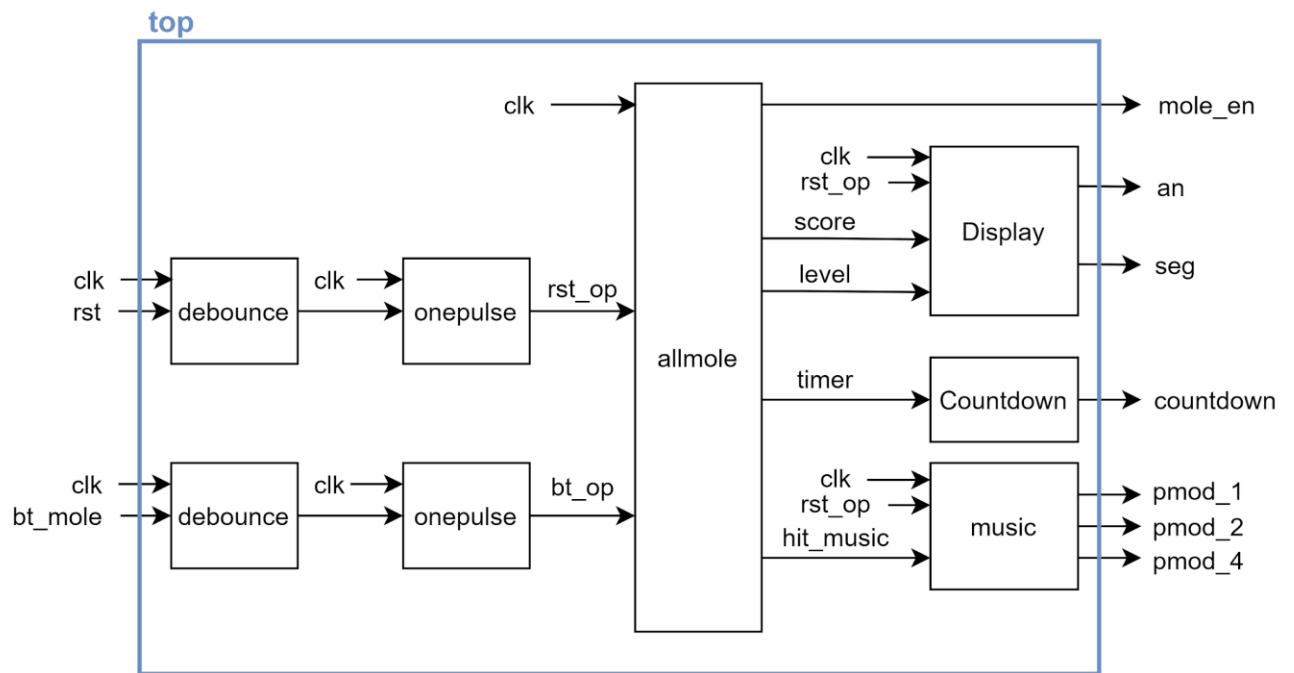 top
clk
mole_en
clk
rst_op
an
score
Display
level
seg
clk
rst
debounce
clk
onepulse
rst_op
allmole
timer
Countdown
countdown
clk
bt_mole
debounce
clk
onepulse
bt_op
clk
rst_op
hit_music
music
pmod_1
pmod_2
pmod_4